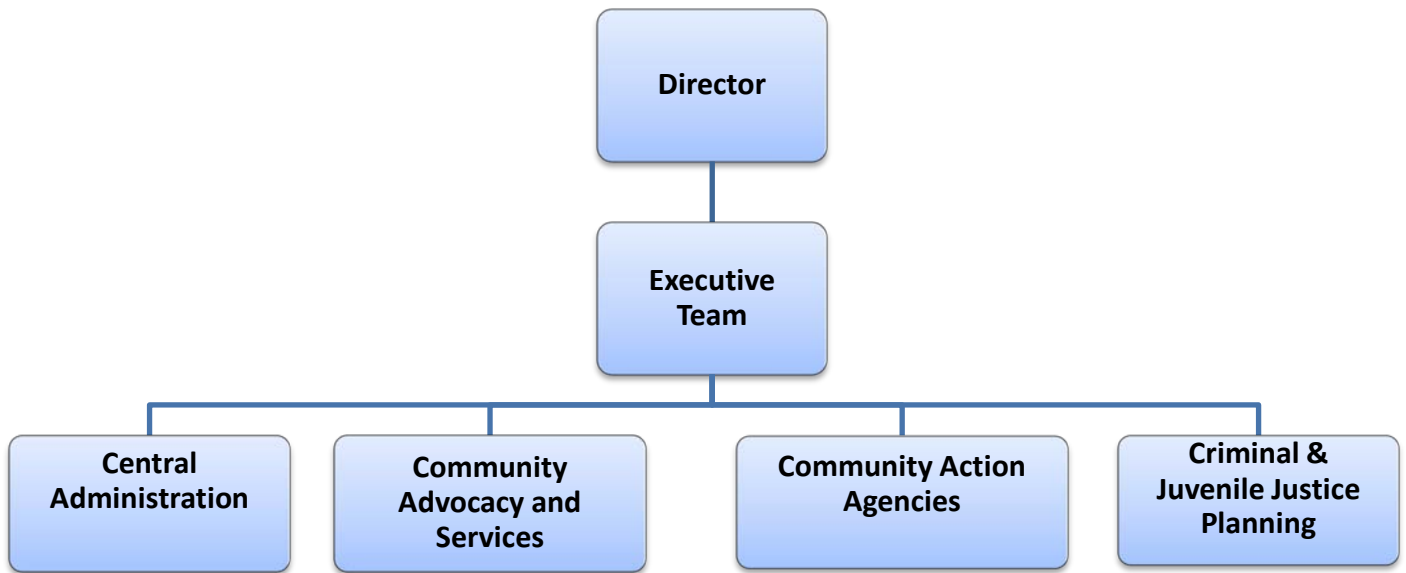 Director
Executive
Team
Central
Administration
Community
Advocacy and
Services
Community Action
Agencies
Criminal &
Juvenile Justice
Planning